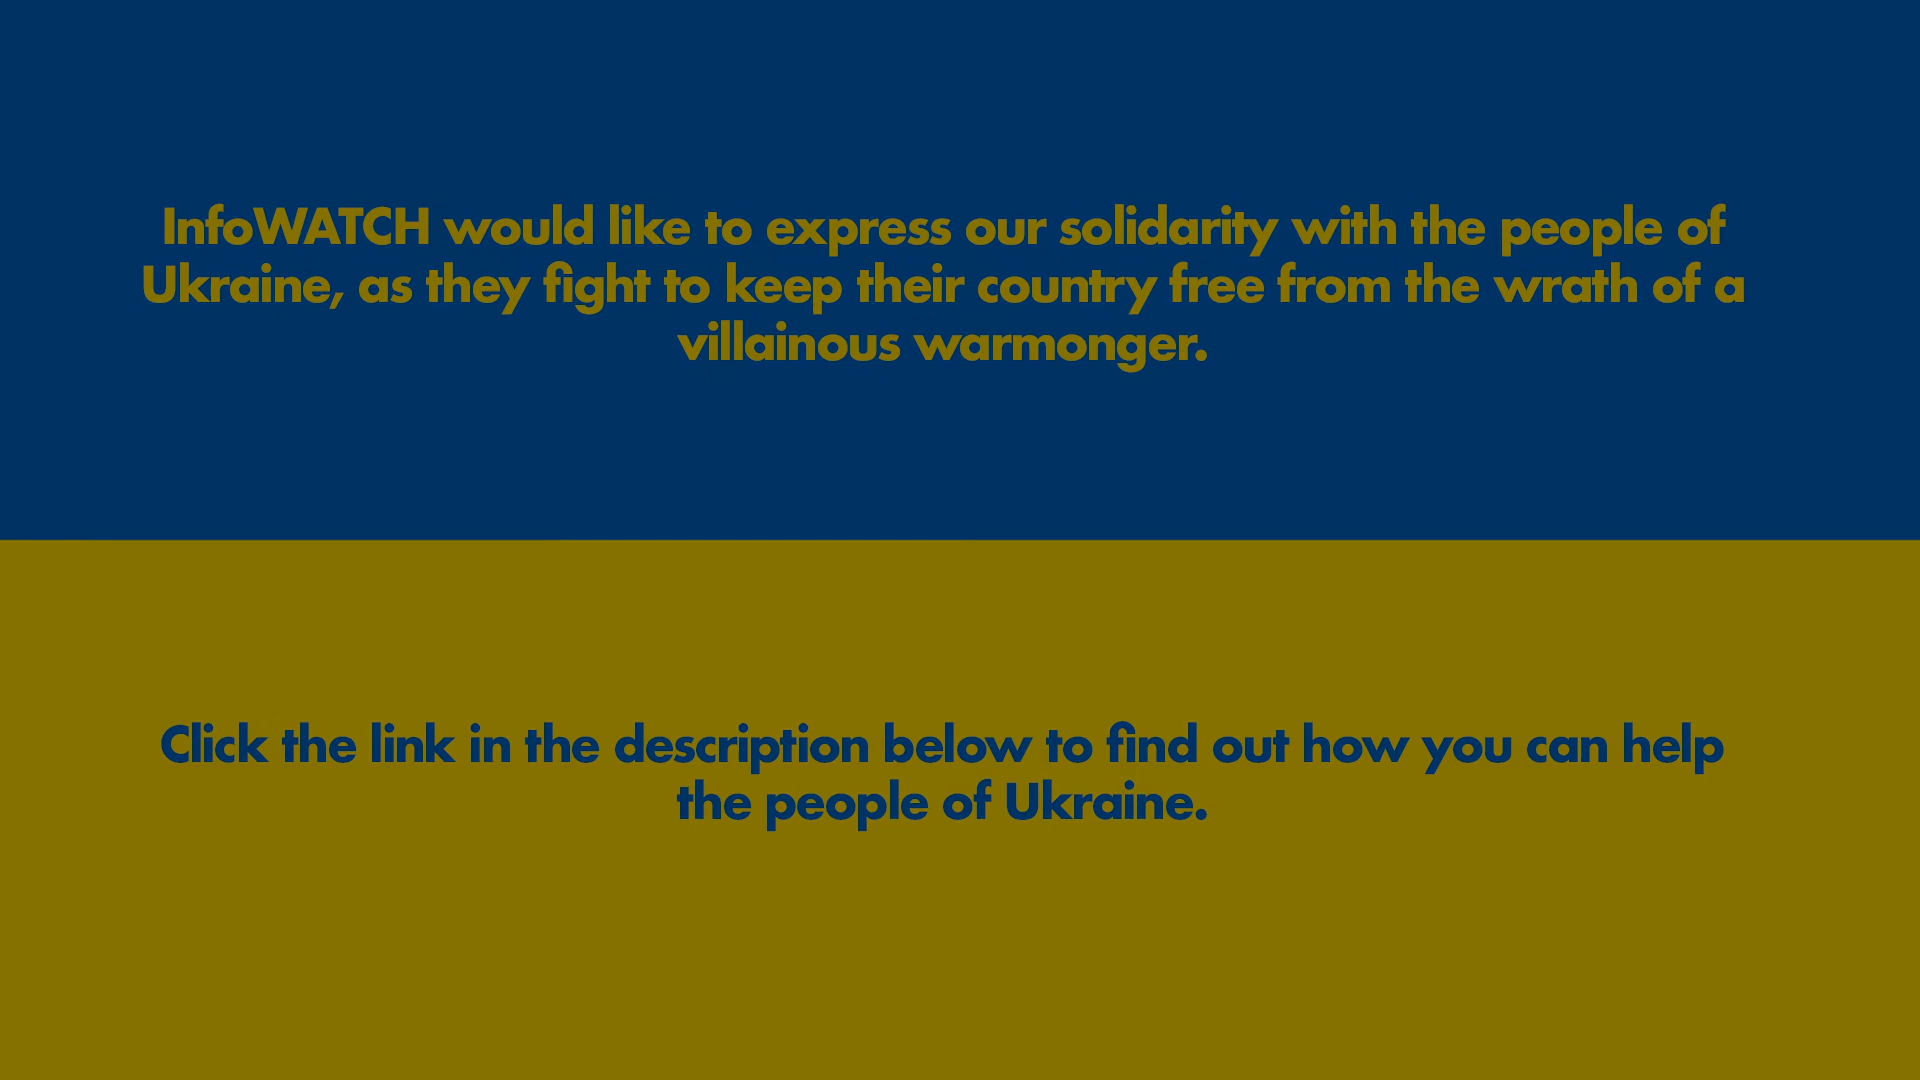 InfoWATCH would like to express our solidarity with the people of
Ukraine, as they fight to keep their country free from the wrath of a
villainous warmonger.
Click the link in the description below to find out how you can help
the people of Ukraine.